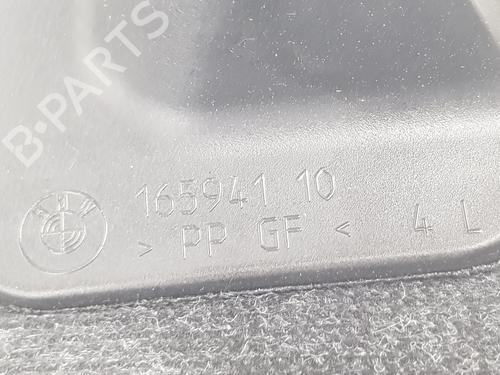 B-PARTS
BMW
165941 10
> PP GF < 4 L